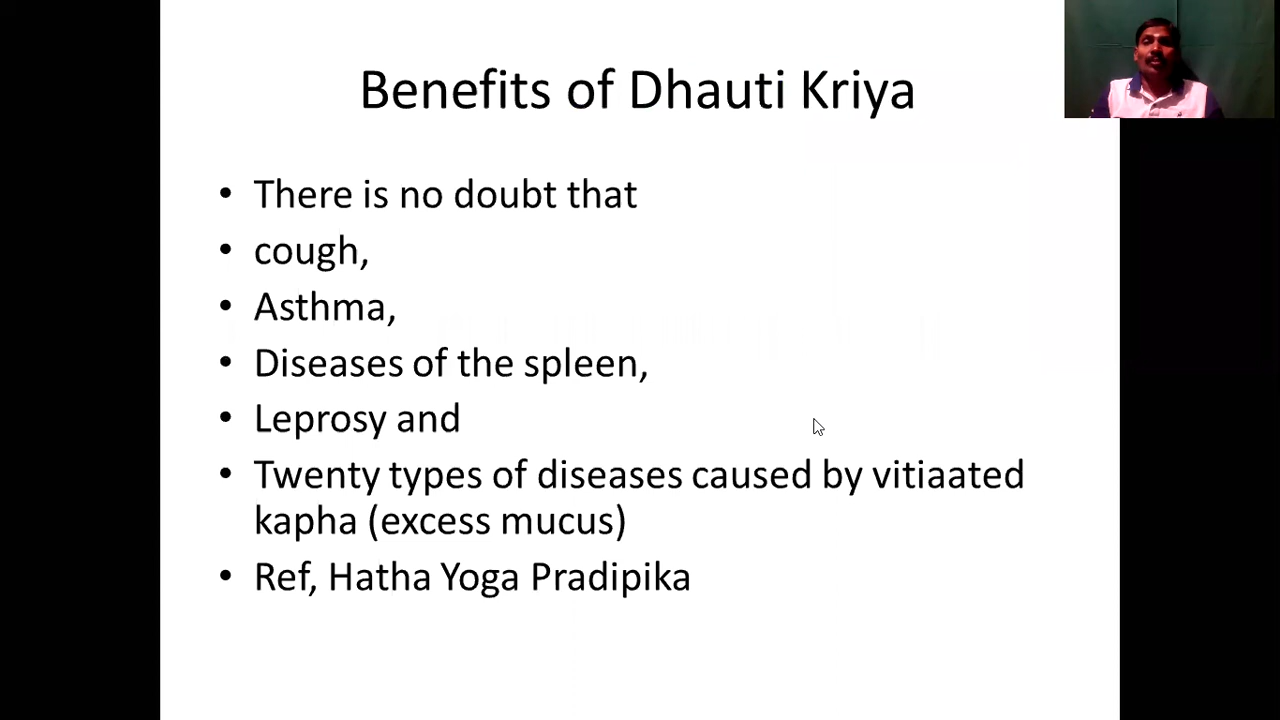 Benefits of Dhauti Kriya
• There is no doubt that
• cough,
• Asthma,
• Diseases of the spleen,
• Leprosy and
• Twenty types of diseases caused by vitiaated
kapha (excess mucus)
• Ref, Hatha Yoga Pradipika